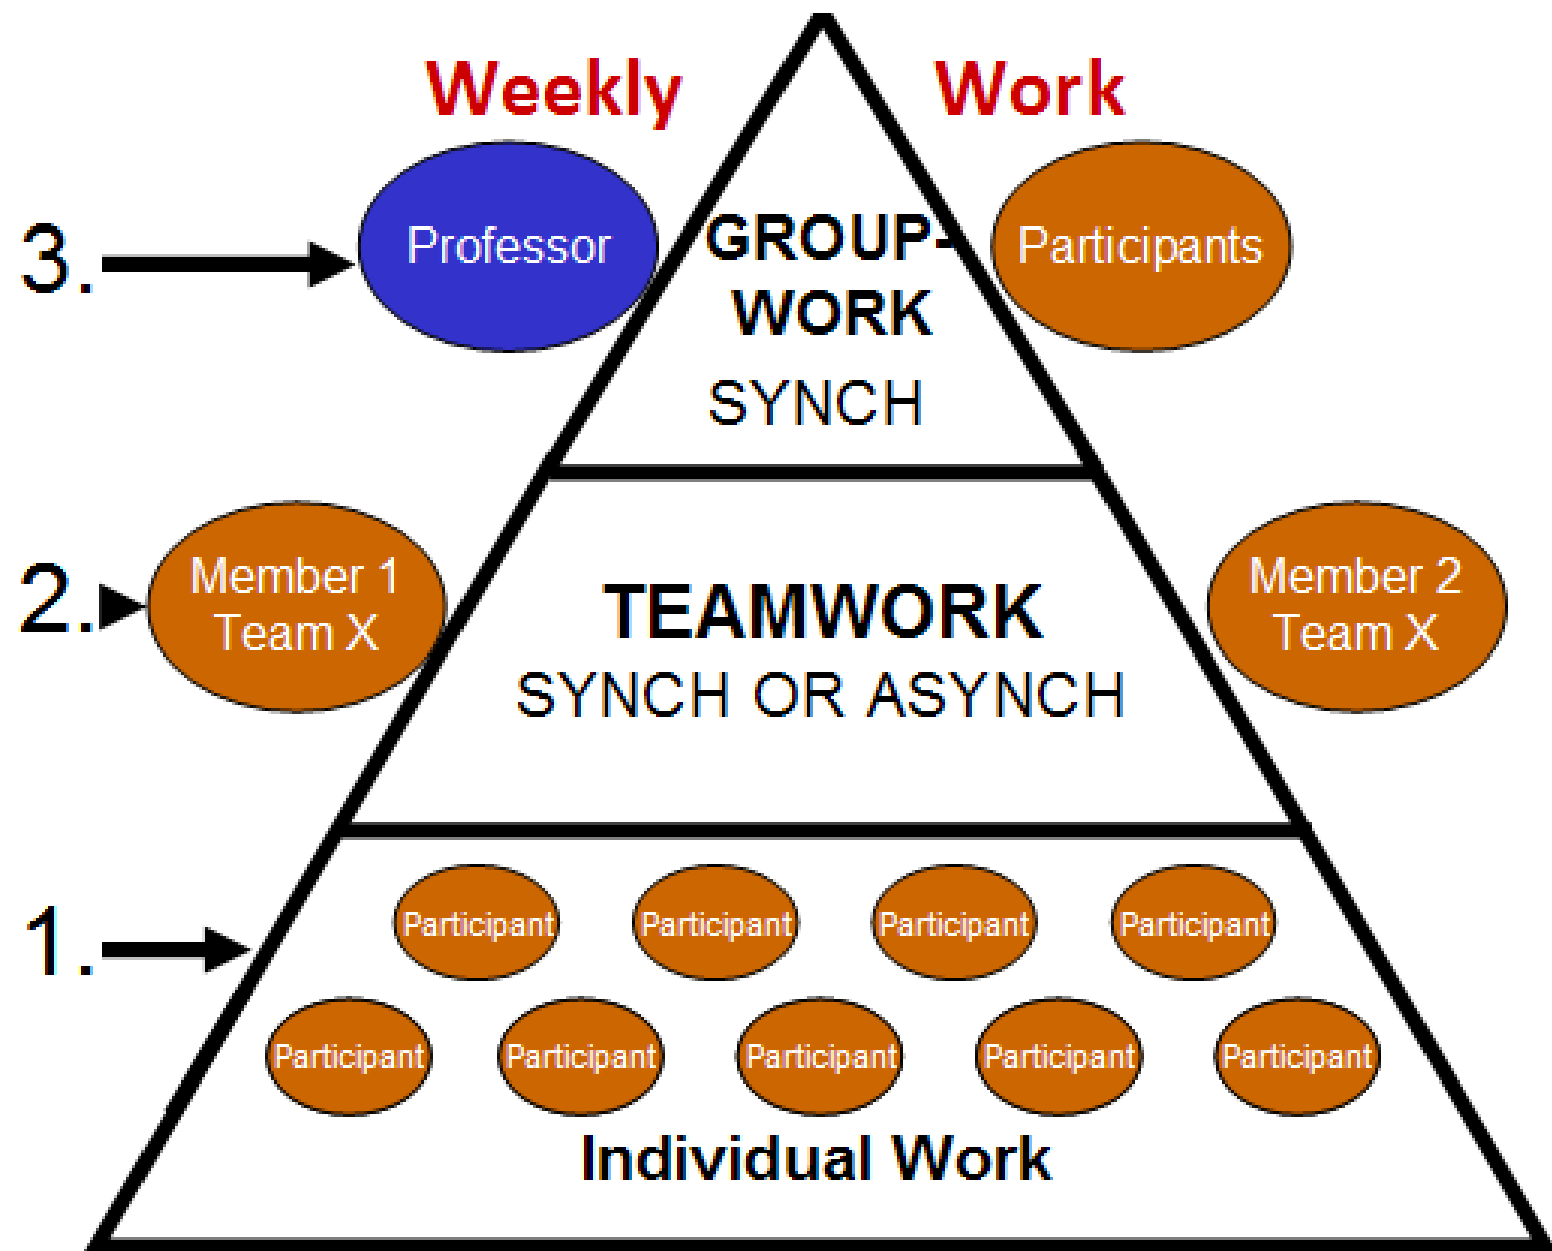 Weekly Work
3. Professor
GROUP-
WORK
SYNCH
Participants
2. Member 1
Team X
TEAMWORK
SYNCH OR ASYNCH
Member 2
Team X
1.
Participant Participant Participant Participant
Participant Participant Participant Participant Participant
Individual Work